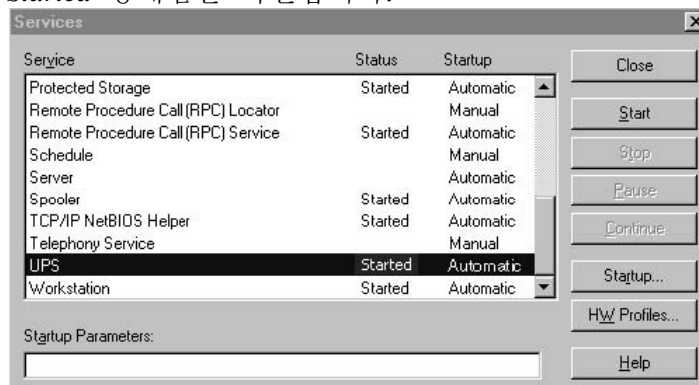 Services
Service Status Startup
Protected Storage Started Automatic
Remote Procedure Call (RPC) Locator Manual
Remote Procedure Call (RPC) Service Started Automatic
Schedule Manual
Server Automatic
Spooler Started Automatic
TCP/IP NetBIOS Helper Started Automatic
Telephony Service Manual
UPS Started Automatic
Workstation Started Automatic
Startup Parameters:
Close
Start
Stop
Pause
Continue
Startup...
HW Profiles...
Help